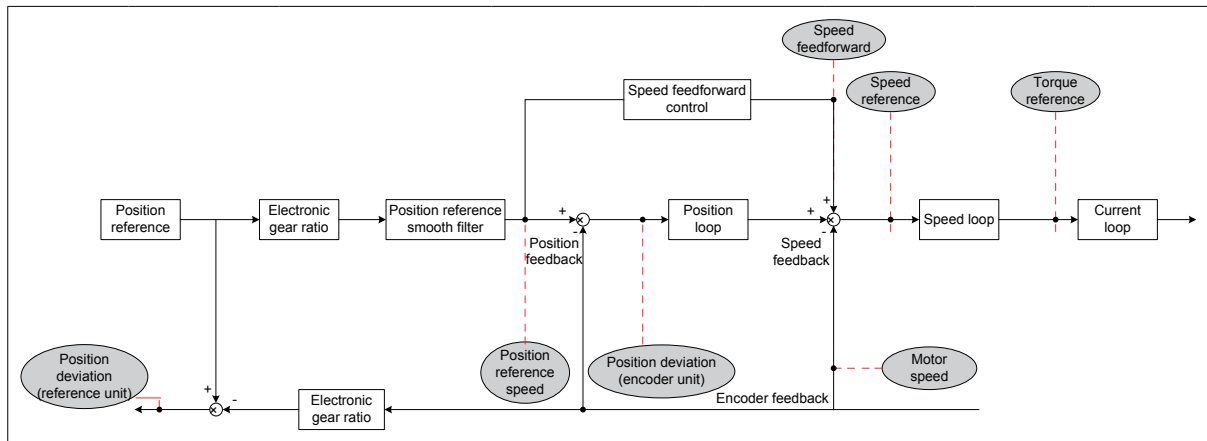 Speed
feedforward
Speed
reference
Torque
reference
Speed feedforward
control
Position
reference
Electronic
gear ratio
Position reference
smooth filter
+
-
Position
feedback
Position
loop
+
+
-
Speed
feedback
Speed loop
Current
loop
Position
deviation
(reference unit)
+
-
Electronic
gear ratio
Position
reference
speed
Position deviation
(encoder unit)
Motor
speed
Encoder feedback